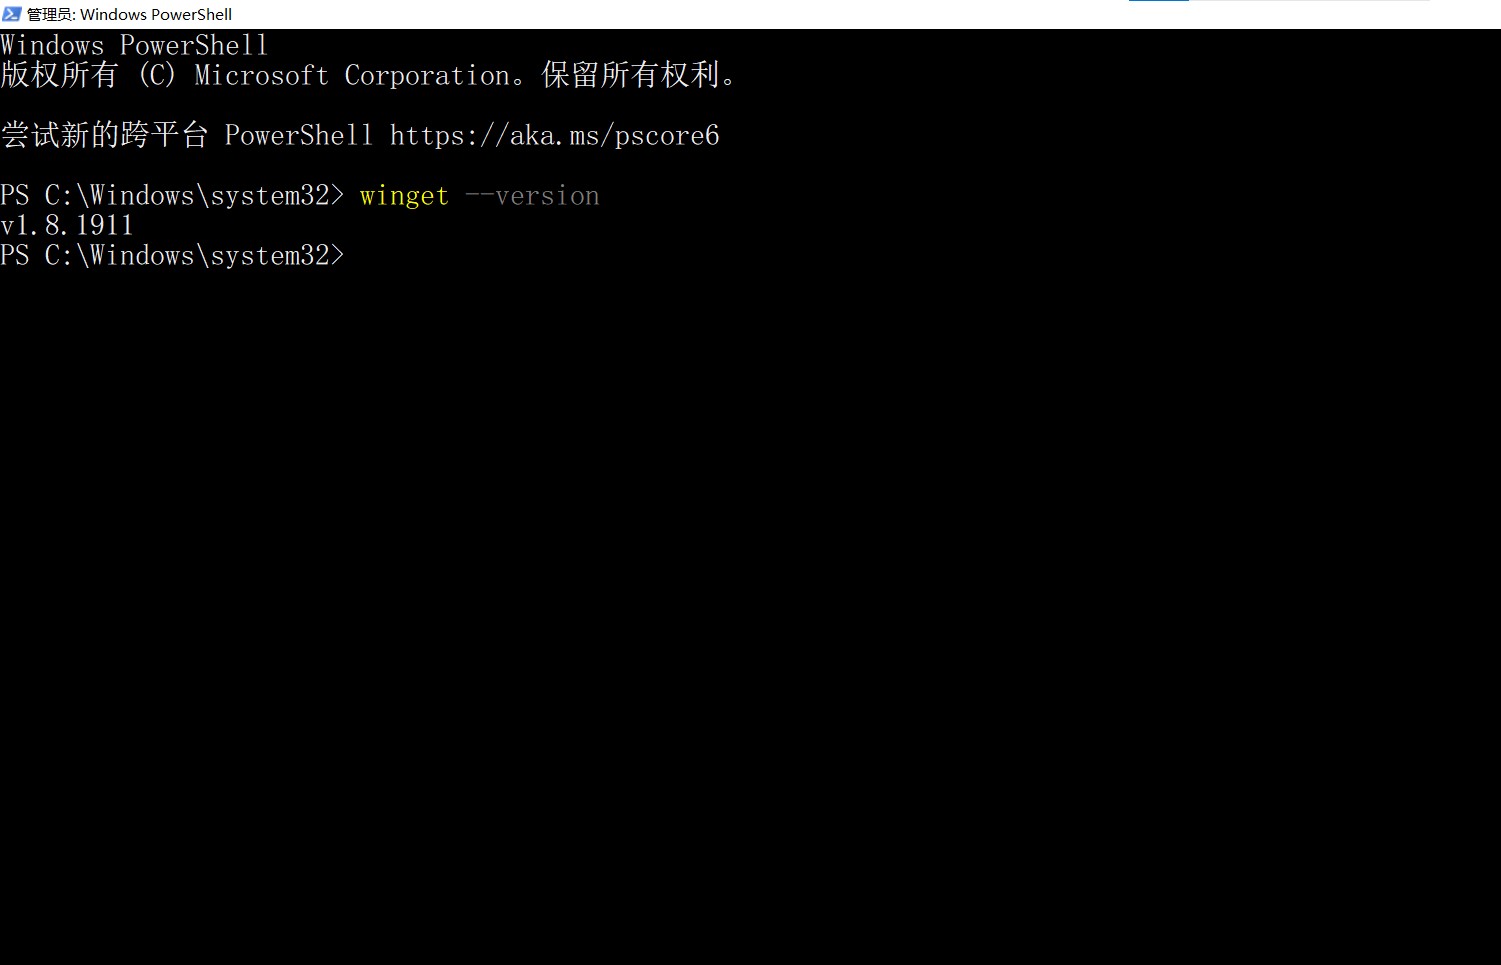 管理员: Windows PowerShell
Windows PowerShell
版权所有 (C) Microsoft Corporation。保留所有权利。
尝试新的跨平台 PowerShell https://aka.ms/pscore6
PS C:\Windows\system32> winget --version
v1.8.1911
PS C:\Windows\system32>